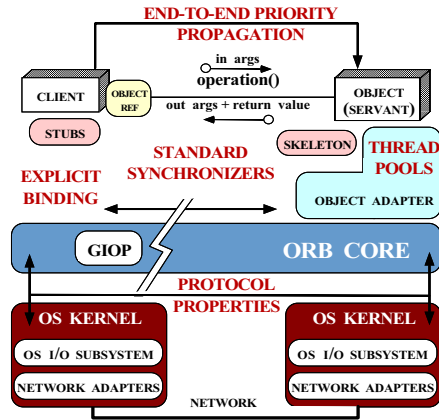 END-TO-END PRIORITY
PROPAGATION
in args
operation()
CLIENT
OBJECT
REF
OBJECT
(SERVANT)
out args + return value
STUBS
SKELETON
STANDARD
SYNCHRONIZERS
THREAD
POOLS
EXPLICIT
BINDING
OBJECT ADAPTER
GIOP
ORB CORE
PROTOCOL
PROPERTIES
OS KERNEL
OS I/O SUBSYSTEM
NETWORK ADAPTERS
OS KERNEL
OS I/O SUBSYSTEM
NETWORK ADAPTERS
NETWORK